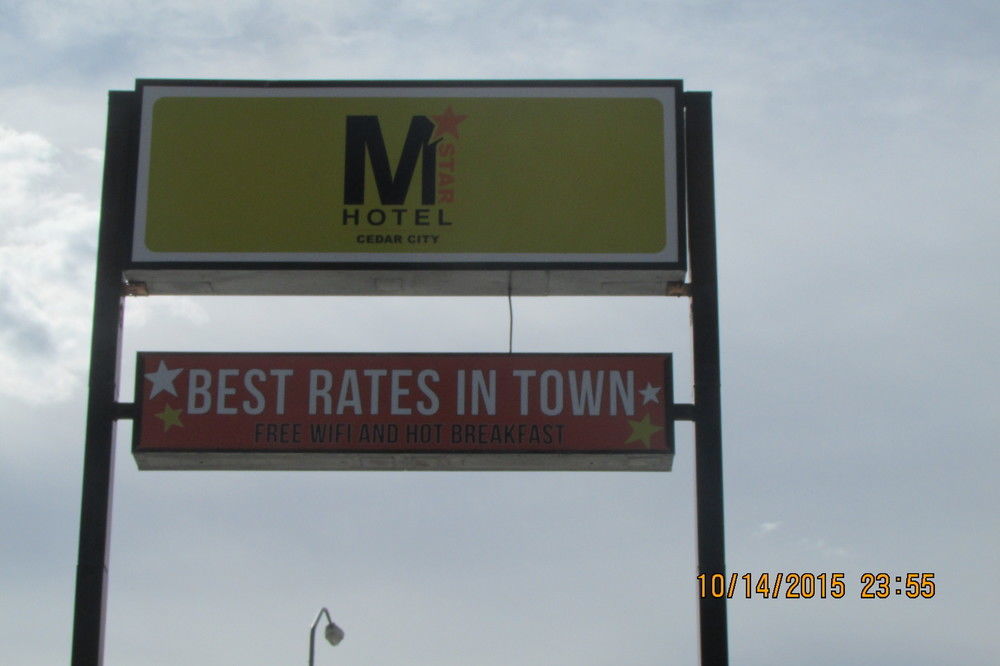 M STAR
HOTEL
CEDAR CITY
BEST RATES IN TOWN
FREE WIFI AND HOT BREAKFAST
10/14/2015 23:55